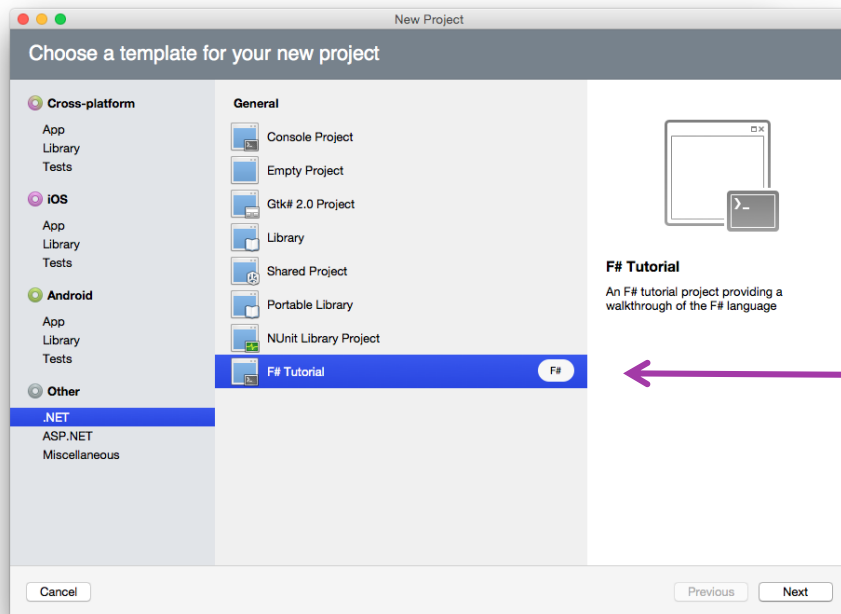 New Project
Choose a template for your new project
Cross-platform
App
Library
Tests
iOS
App
Library
Tests
Android
App
Library
Tests
Other
.NET
ASP.NET
Miscellaneous
General
Console Project
Empty Project
Gtk# 2.0 Project
Library
Shared Project
Portable Library
NUnit Library Project
F# Tutorial F#
F# Tutorial
An F# tutorial project providing a
walkthrough of the F# language
Cancel
Previous
Next